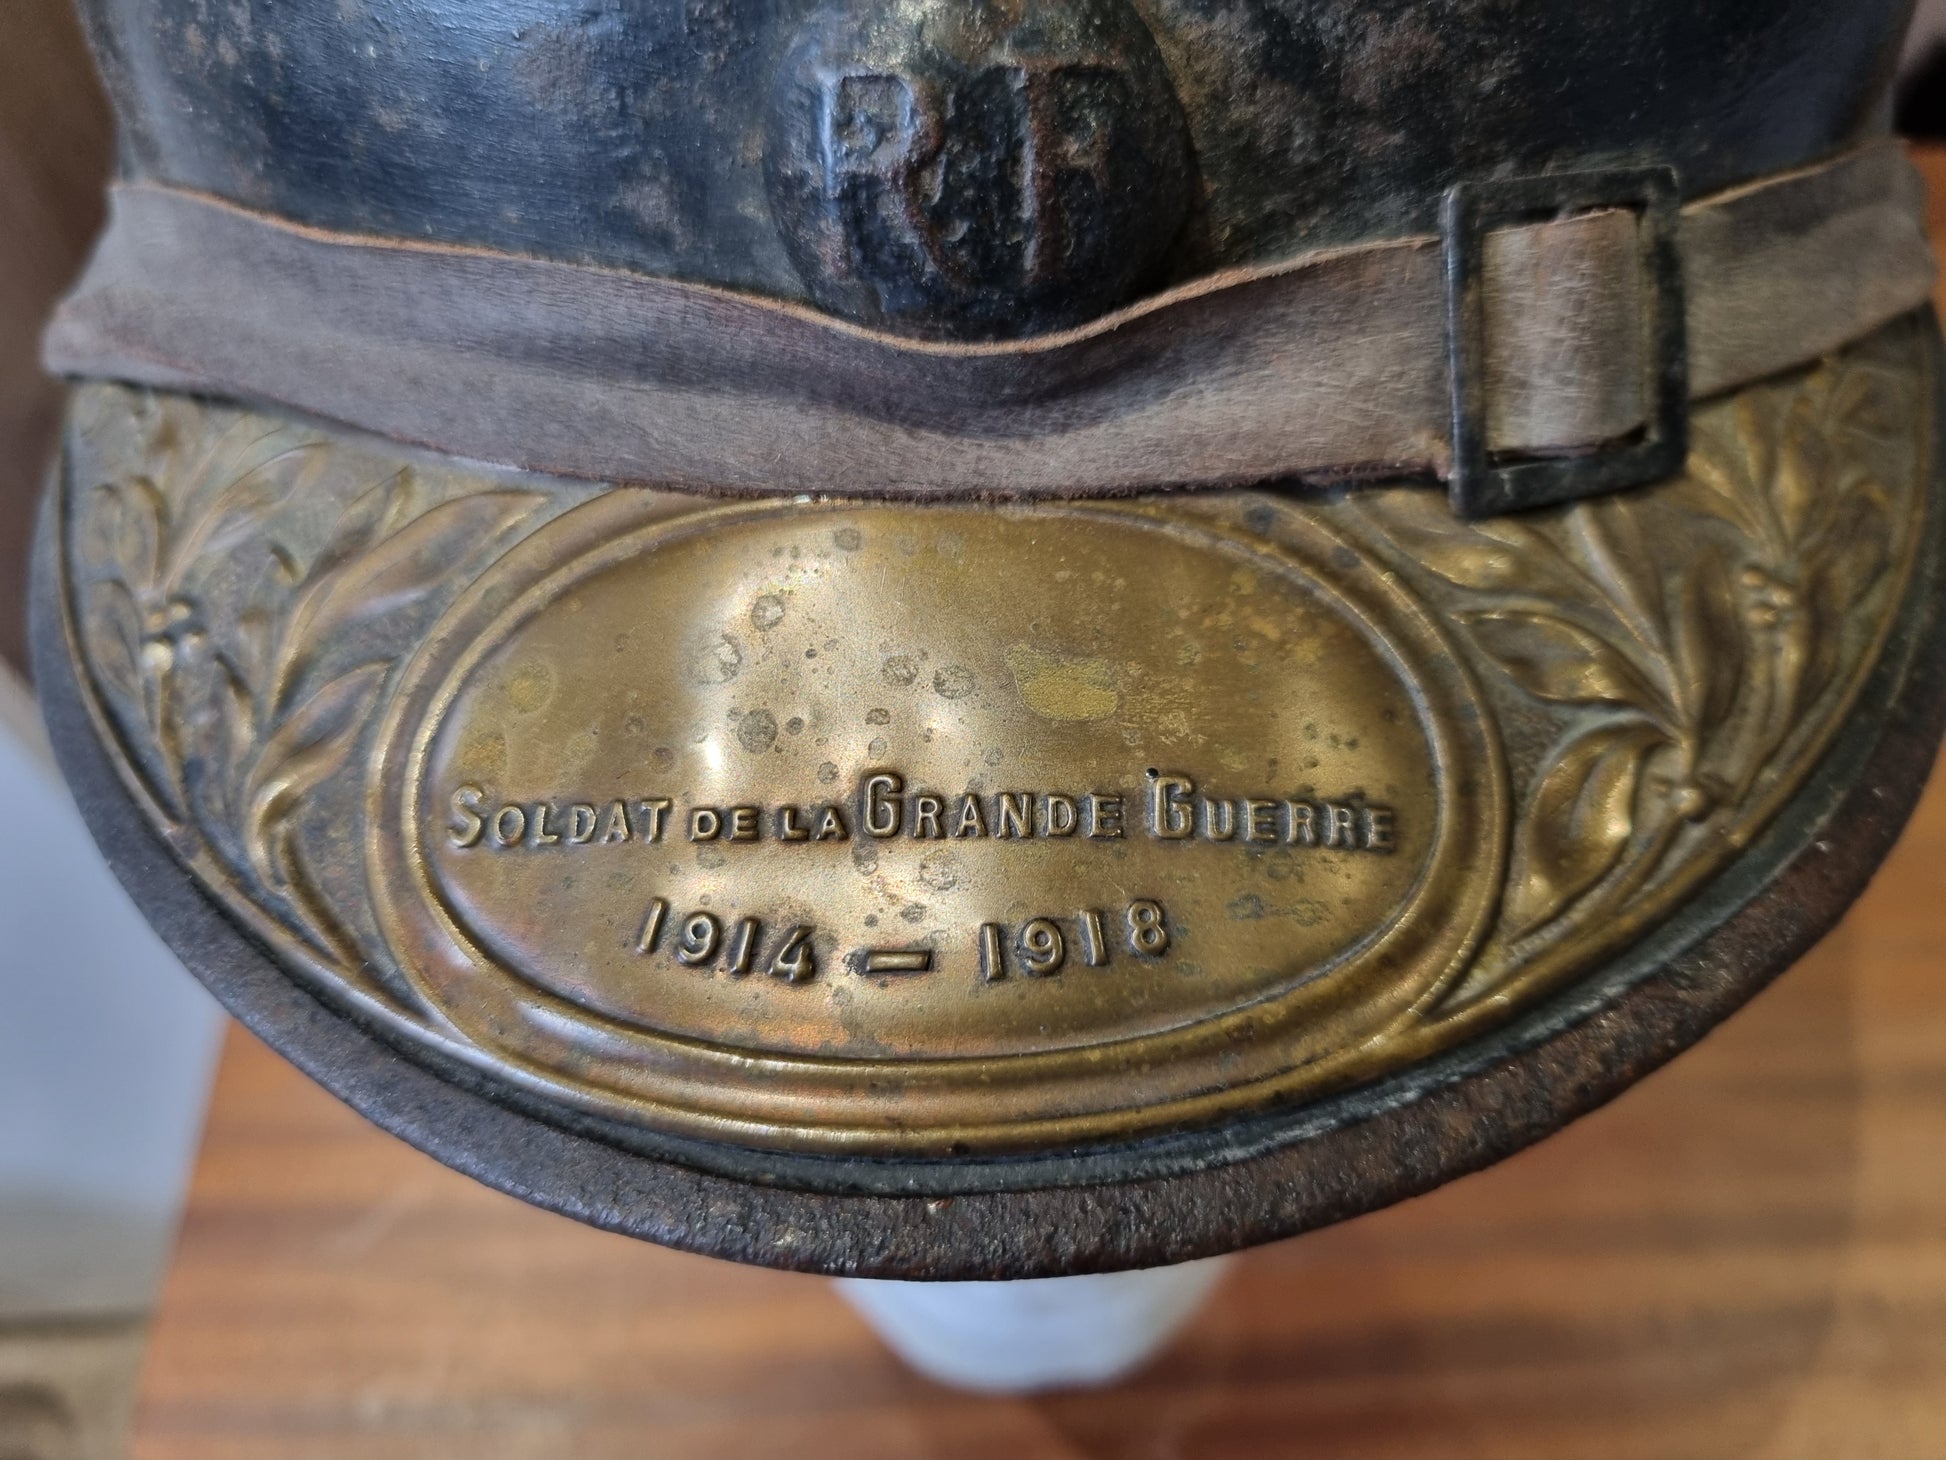 RF
SOLDAT DE LA GRANDE GUERRE
1914 - 1918